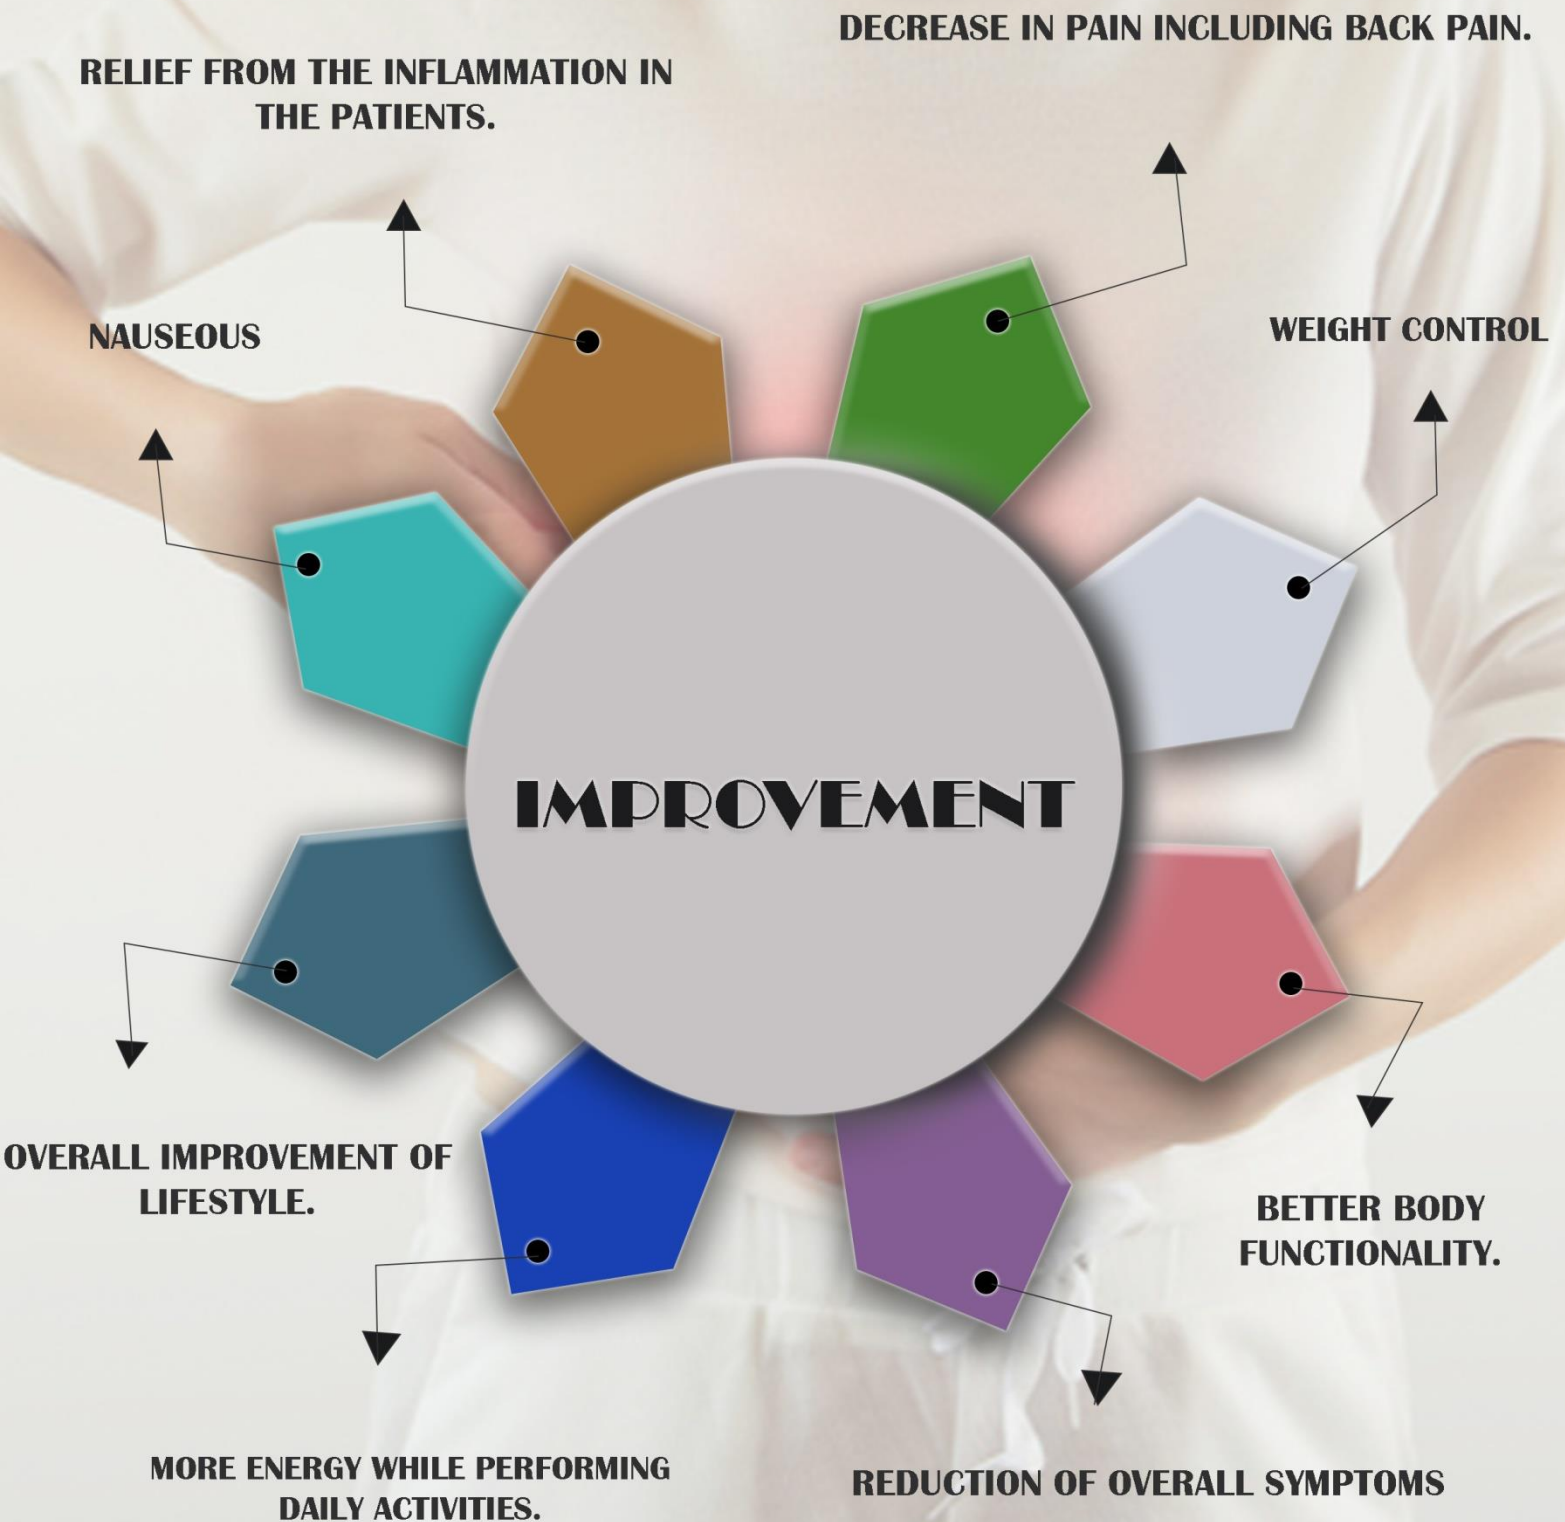 DECREASE IN PAIN INCLUDING BACK PAIN.
RELIEF FROM THE INFLAMMATION IN
THE PATIENTS.
NAUSEOUS
WEIGHT CONTROL
IMPROVEMENT
OVERALL IMPROVEMENT OF
LIFESTYLE.
BETTER BODY
FUNCTIONALITY.
MORE ENERGY WHILE PERFORMING
DAILY ACTIVITIES.
REDUCTION OF OVERALL SYMPTOMS